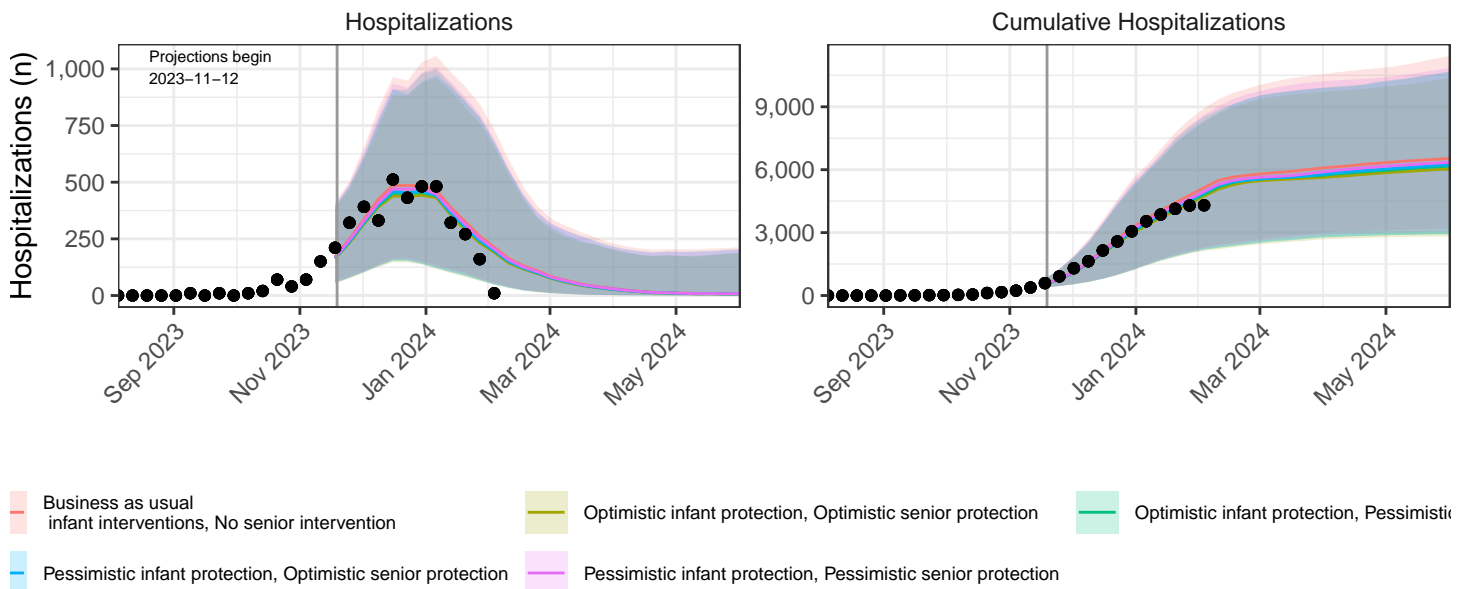 Hospitalizations
Cumulative Hospitalizations
Hospitalizations (n)
Projections begin
2023−11−12
1,000
750
500
250
0
Sep 2023
Nov 2023
Jan 2024
Mar 2024
May 2024
9,000
6,000
3,000
0
Sep 2023
Nov 2023
Jan 2024
Mar 2024
May 2024
Business as usual
infant interventions, No senior intervention
Optimistic infant protection, Optimistic senior protection
Optimistic infant protection, Pessimistic
Pessimistic infant protection, Optimistic senior protection
Pessimistic infant protection, Pessimistic senior protection